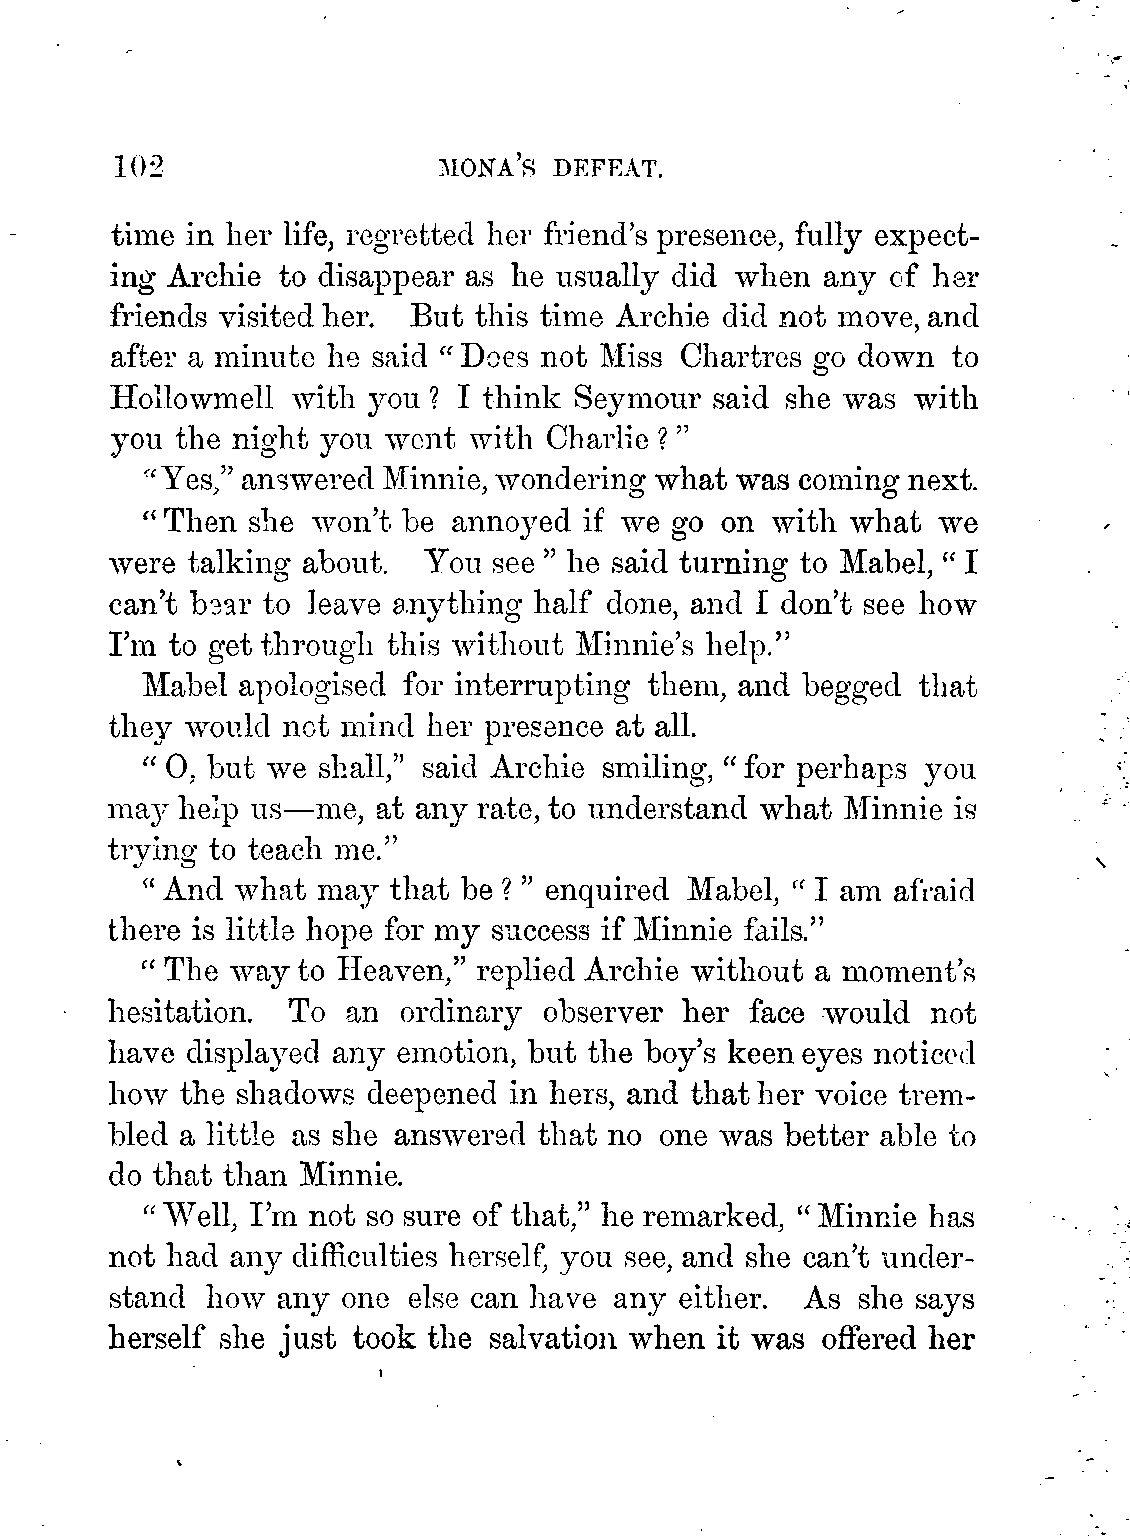 102 MONA'S DEFEAT.
time in her life, regretted her friend's presence, fully expect-
ing Archie to disappear as he usually did when any of her
friends visited her. But this time Archie did not move, and
after a minute he said “Does not Miss Chartres go down to
Hollowmell with you? I think Seymour said she was with
you the night you went with Charlie?”
“Yes,” answered Minnie, wondering what was coming next.
“Then she won't be annoyed if we go on with what we
were talking about. You see” he said turning to Mabel, “I
can't bear to leave anything half done, and I don't see how
I'm to get through this without Minnie's help.”
Mabel apologised for interrupting them, and begged that
they would not mind her presence at all.
“O, but we shall,” said Archie smiling, “for perhaps you
may help us—me, at any rate, to understand what Minnie is
trying to teach me.”
“And what may that be?” enquired Mabel, “I am afraid
there is little hope for my success if Minnie fails.”
“The way to Heaven,” replied Archie without a moment's
hesitation. To an ordinary observer her face would not
have displayed any emotion, but the boy's keen eyes noticed
how the shadows deepened in hers, and that her voice trem-
bled a little as she answered that no one was better able to
do that than Minnie.
“Well, I'm not so sure of that,” he remarked, “Minnie has
not had any difficulties herself, you see, and she can't under-
stand how any one else can have any either. As she says
herself she just took the salvation when it was offered her